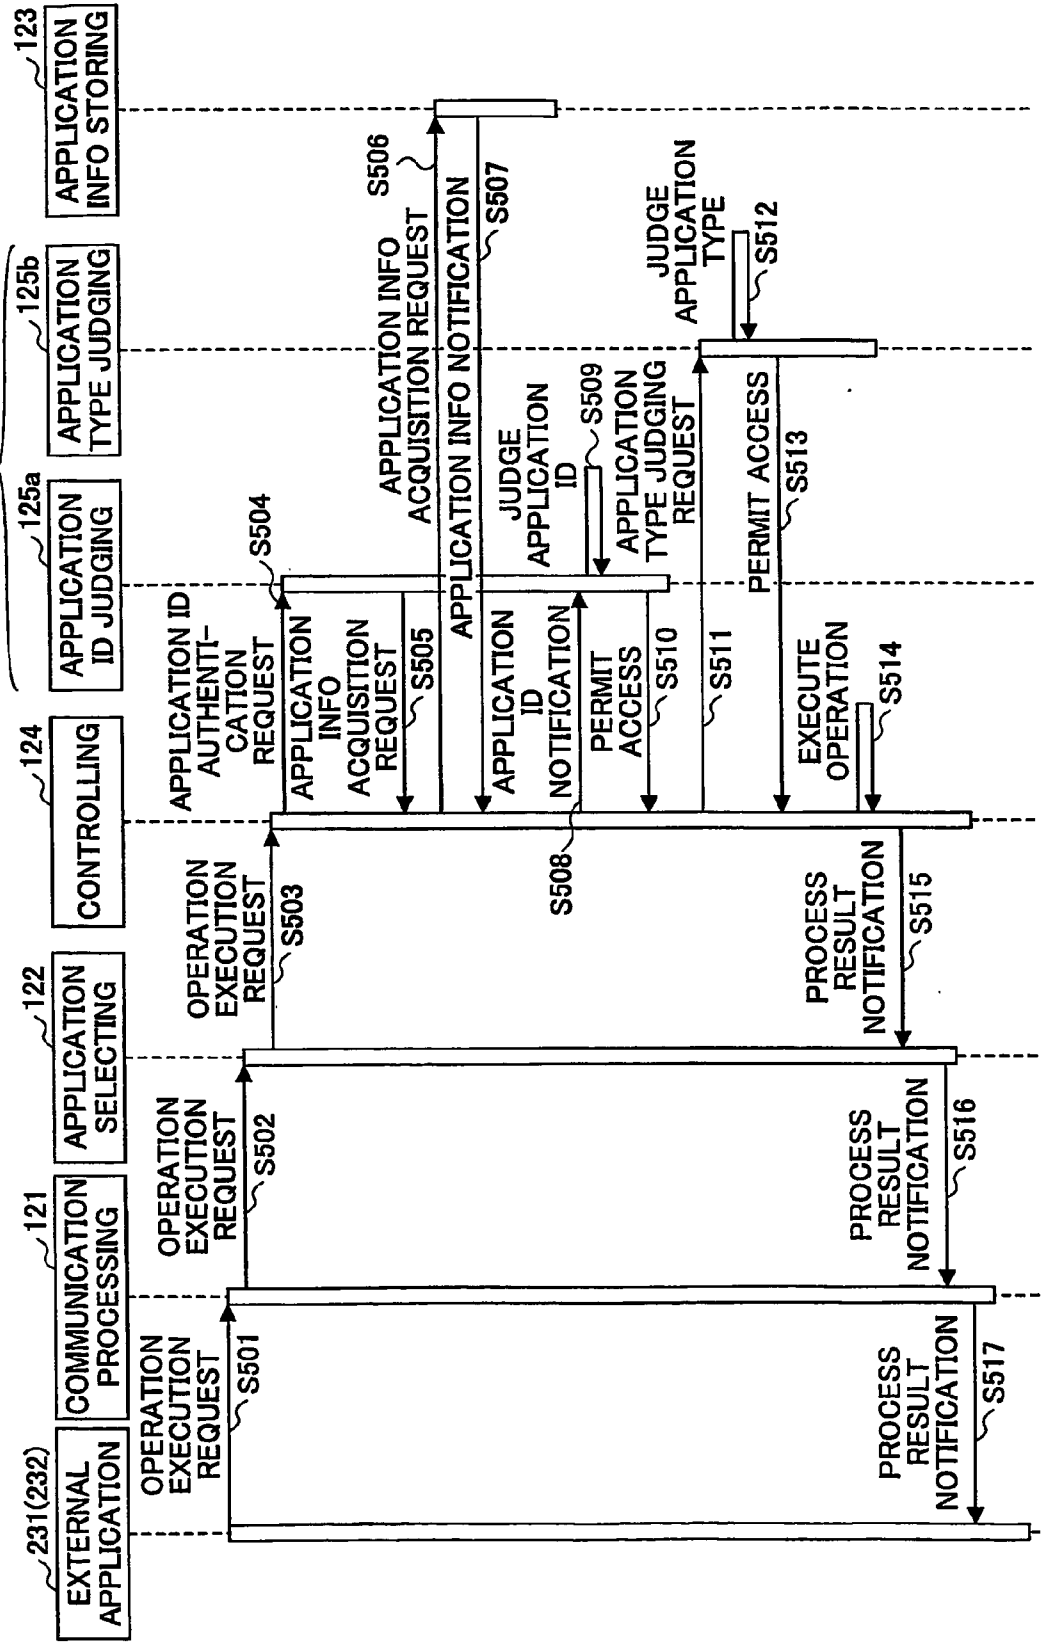 231(232)
EXTERNAL
APPLICATION
121
COMMUNICATION
PROCESSING
122
APPLICATION
SELECTING
124
CONTROLLING
125a
APPLICATION
ID JUDGING
125b
APPLICATION
TYPE JUDGING
123
APPLICATION
INFO STORING
OPERATION
EXECUTION
REQUEST
S501
OPERATION
EXECUTION
REQUEST
S502
OPERATION
EXECUTION
REQUEST
S503
APPLICATION ID
AUTHENTI-
CATION
REQUEST
S504
APPLICATION
INFO
ACQUISITION
REQUEST
S505
APPLICATION INFO
ACQUISITION REQUEST
S506
APPLICATION INFO NOTIFICATION
S507
APPLICATION
ID
NOTIFICATION
S508
JUDGE
APPLICATION
ID
S509
PERMIT
ACCESS
S510
APPLICATION
TYPE JUDGING
REQUEST
S511
JUDGE
APPLICATION
TYPE
S512
PERMIT ACCESS
S513
EXECUTE
OPERATION
S514
PROCESS
RESULT
NOTIFICATION
S515
PROCESS
RESULT
NOTIFICATION
S516
PROCESS
RESULT
NOTIFICATION
S517